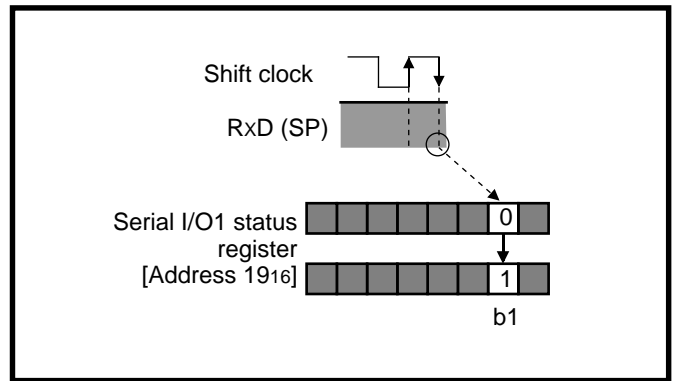 Shift clock
RxD (SP)
0
Serial I/O1 status
register
[Address 1916]
1
b1